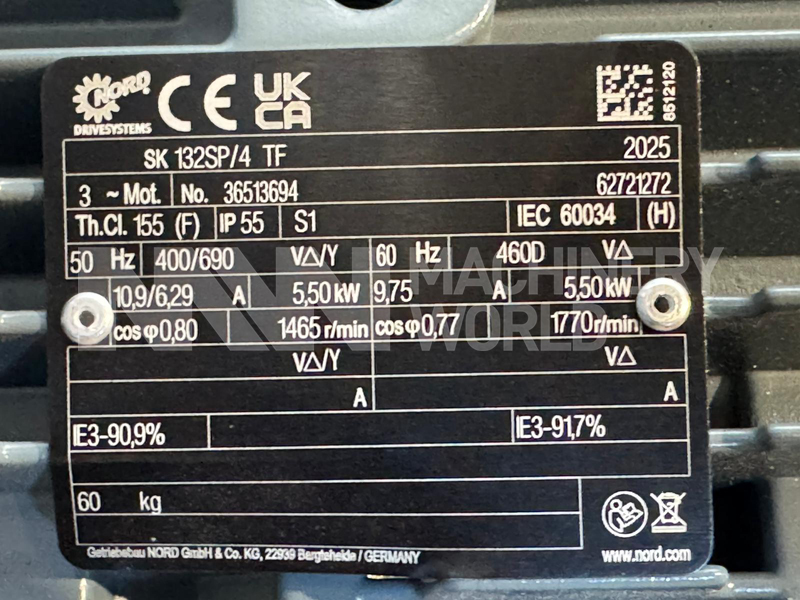 NORD
DRIVESYSTEMS
CE UK CA
8512120
SK 132SP/4 TF 2025
3 ~ Mot. No. 36513694 62721272
Th.Cl. 155 (F) IP 55 S1 IEC 60034 (H)
50 Hz 400/690 V△/Y 60 Hz 460D V△
10,9/6,29 A 5,50 kW 9,75 A 5,50 kW
cos φ 0,80 1465 r/min cos φ 0,77 1770 r/min
V△/Y V△
A A
IE3-90,9% IE3-91,7%
60 kg
Getriebebau NORD GmbH & Co. KG, 22939 Bargteheide / GERMANY
www.nord.com
MACHINERY
WORLD